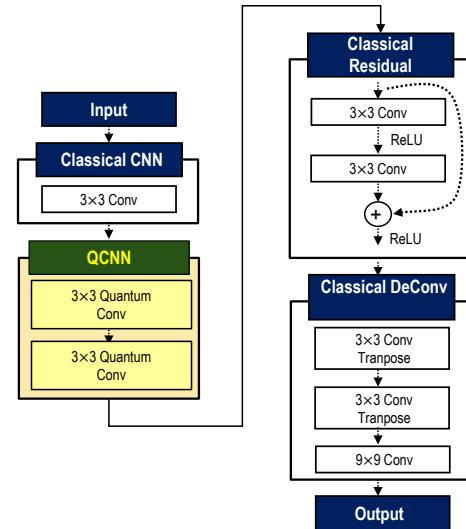 Input
Classical CNN
3×3 Conv
QCNN
3×3 Quantum
Conv
3×3 Quantum
Conv
Classical
Residual
3×3 Conv
ReLU
3×3 Conv
+
ReLU
Classical DeConv
3×3 Conv
Tranpose
3×3 Conv
Tranpose
9×9 Conv
Output